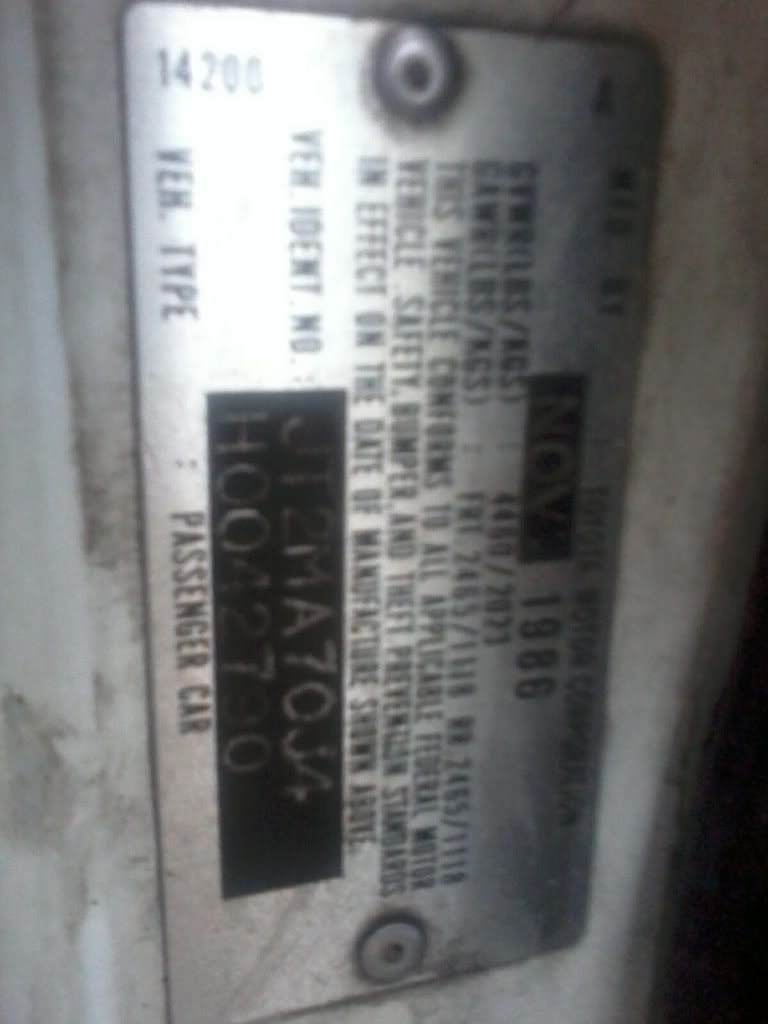 MFD BY : TOYOTA MOTOR CORPORATION
NOV 1986
GVWR(LBS/KGS) : 4460/2023
GAWR(LBS/KGS) : FRT 2465/1118 RR 2465/1118
THIS VEHICLE CONFORMS TO ALL APPLICABLE FEDERAL MOTOR
VEHICLE SAFETY, BUMPER, AND THEFT PREVENTION STANDARDS
IN EFFECT ON THE DATE OF MANUFACTURE SHOWN ABOVE
VEH. IDENT. NO. : JT2MA70J4
H0042790
VEH. TYPE : PASSENGER CAR
14200 A